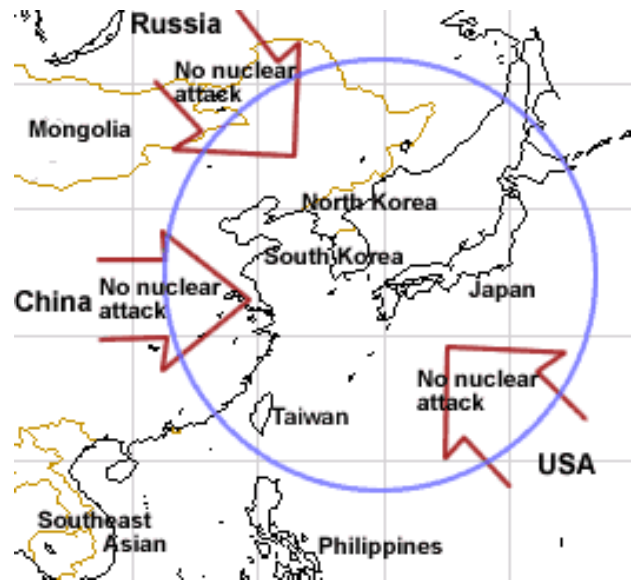 Russia
No nuclear
attack
Mongolia
North Korea
South Korea
No nuclear
attack
China
Japan
No nuclear
attack
Taiwan
USA
Southeast
Asian
Philippines